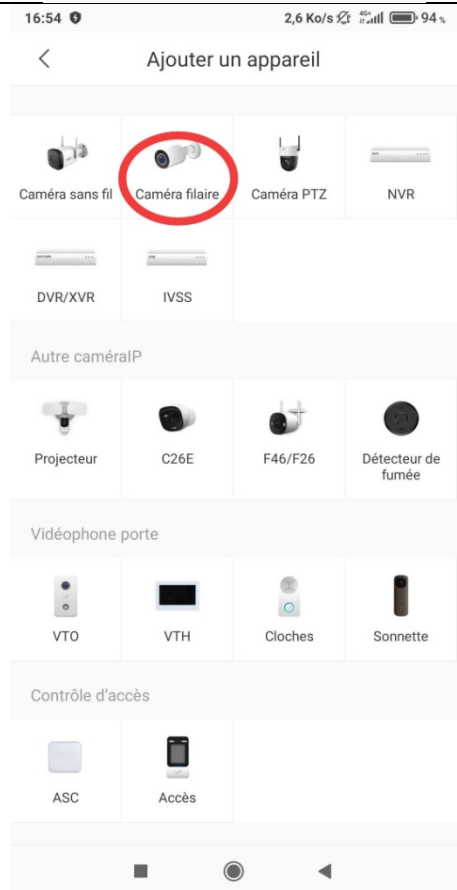 16:54 2,6 Ko/s 4G+ 94 %
Ajouter un appareil
Caméra sans fil Caméra filaire Caméra PTZ NVR
DVR/XVR IVSS
Autre caméraIP
Projecteur C26E F46/F26 Détecteur de
fumée
Vidéophone porte
VTO VTH Cloches Sonnette
Contrôle d'accès
ASC Accès